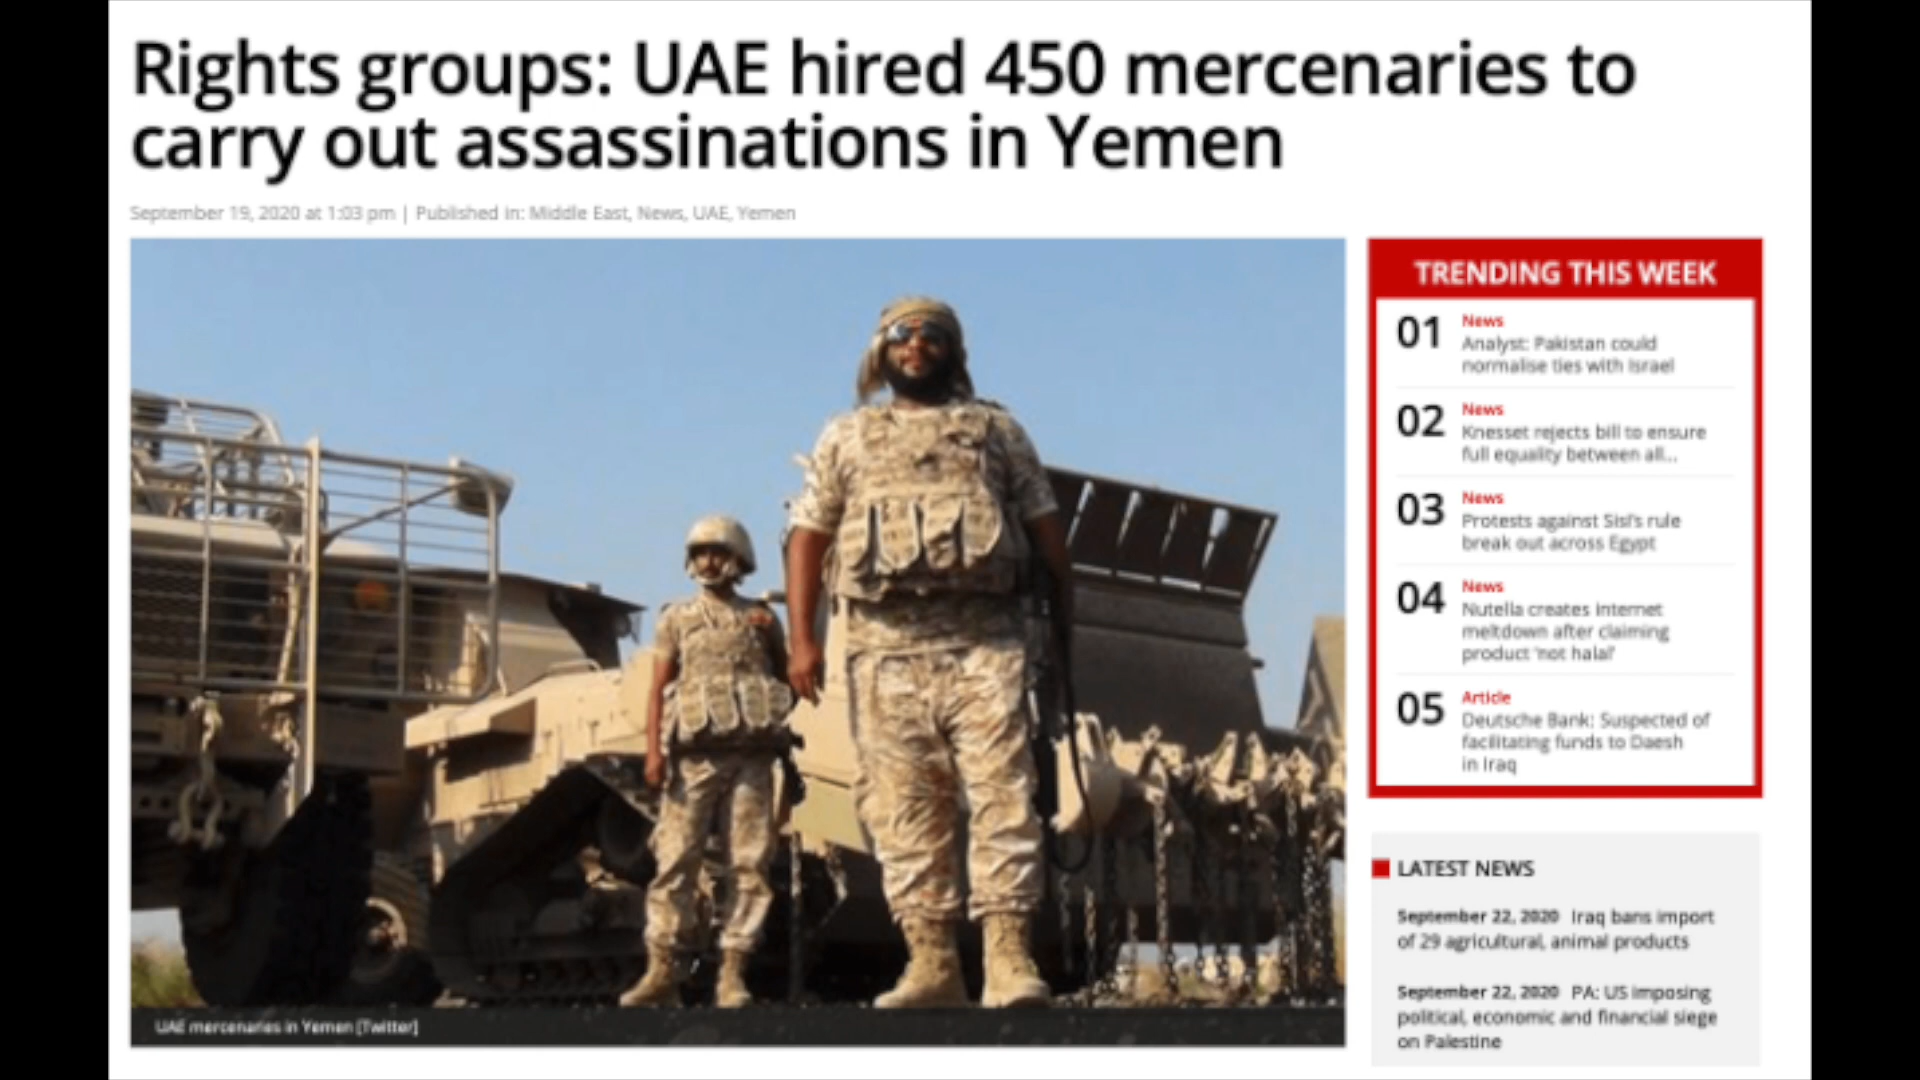 Rights groups: UAE hired 450 mercenaries to
carry out assassinations in Yemen
September 19, 2020 at 1:03 pm | Published in: Middle East, News, UAE, Yemen
UAE mercenaries in Yemen [Twitter]
TRENDING THIS WEEK
01 News
Analyst: Pakistan could
normalise ties with Israel
02 News
Knesset rejects bill to ensure
full equality between all...
03 News
Protests against Sisi's rule
break out across Egypt
04 News
Nutella creates internet
meltdown after claiming
product 'not halal'
05 Article
Deutsche Bank: Suspected of
facilitating funds to Daesh
in Iraq
LATEST NEWS
September 22, 2020 Iraq bans import
of 29 agricultural, animal products
September 22, 2020 PA: US imposing
political, economic and financial siege
on Palestine